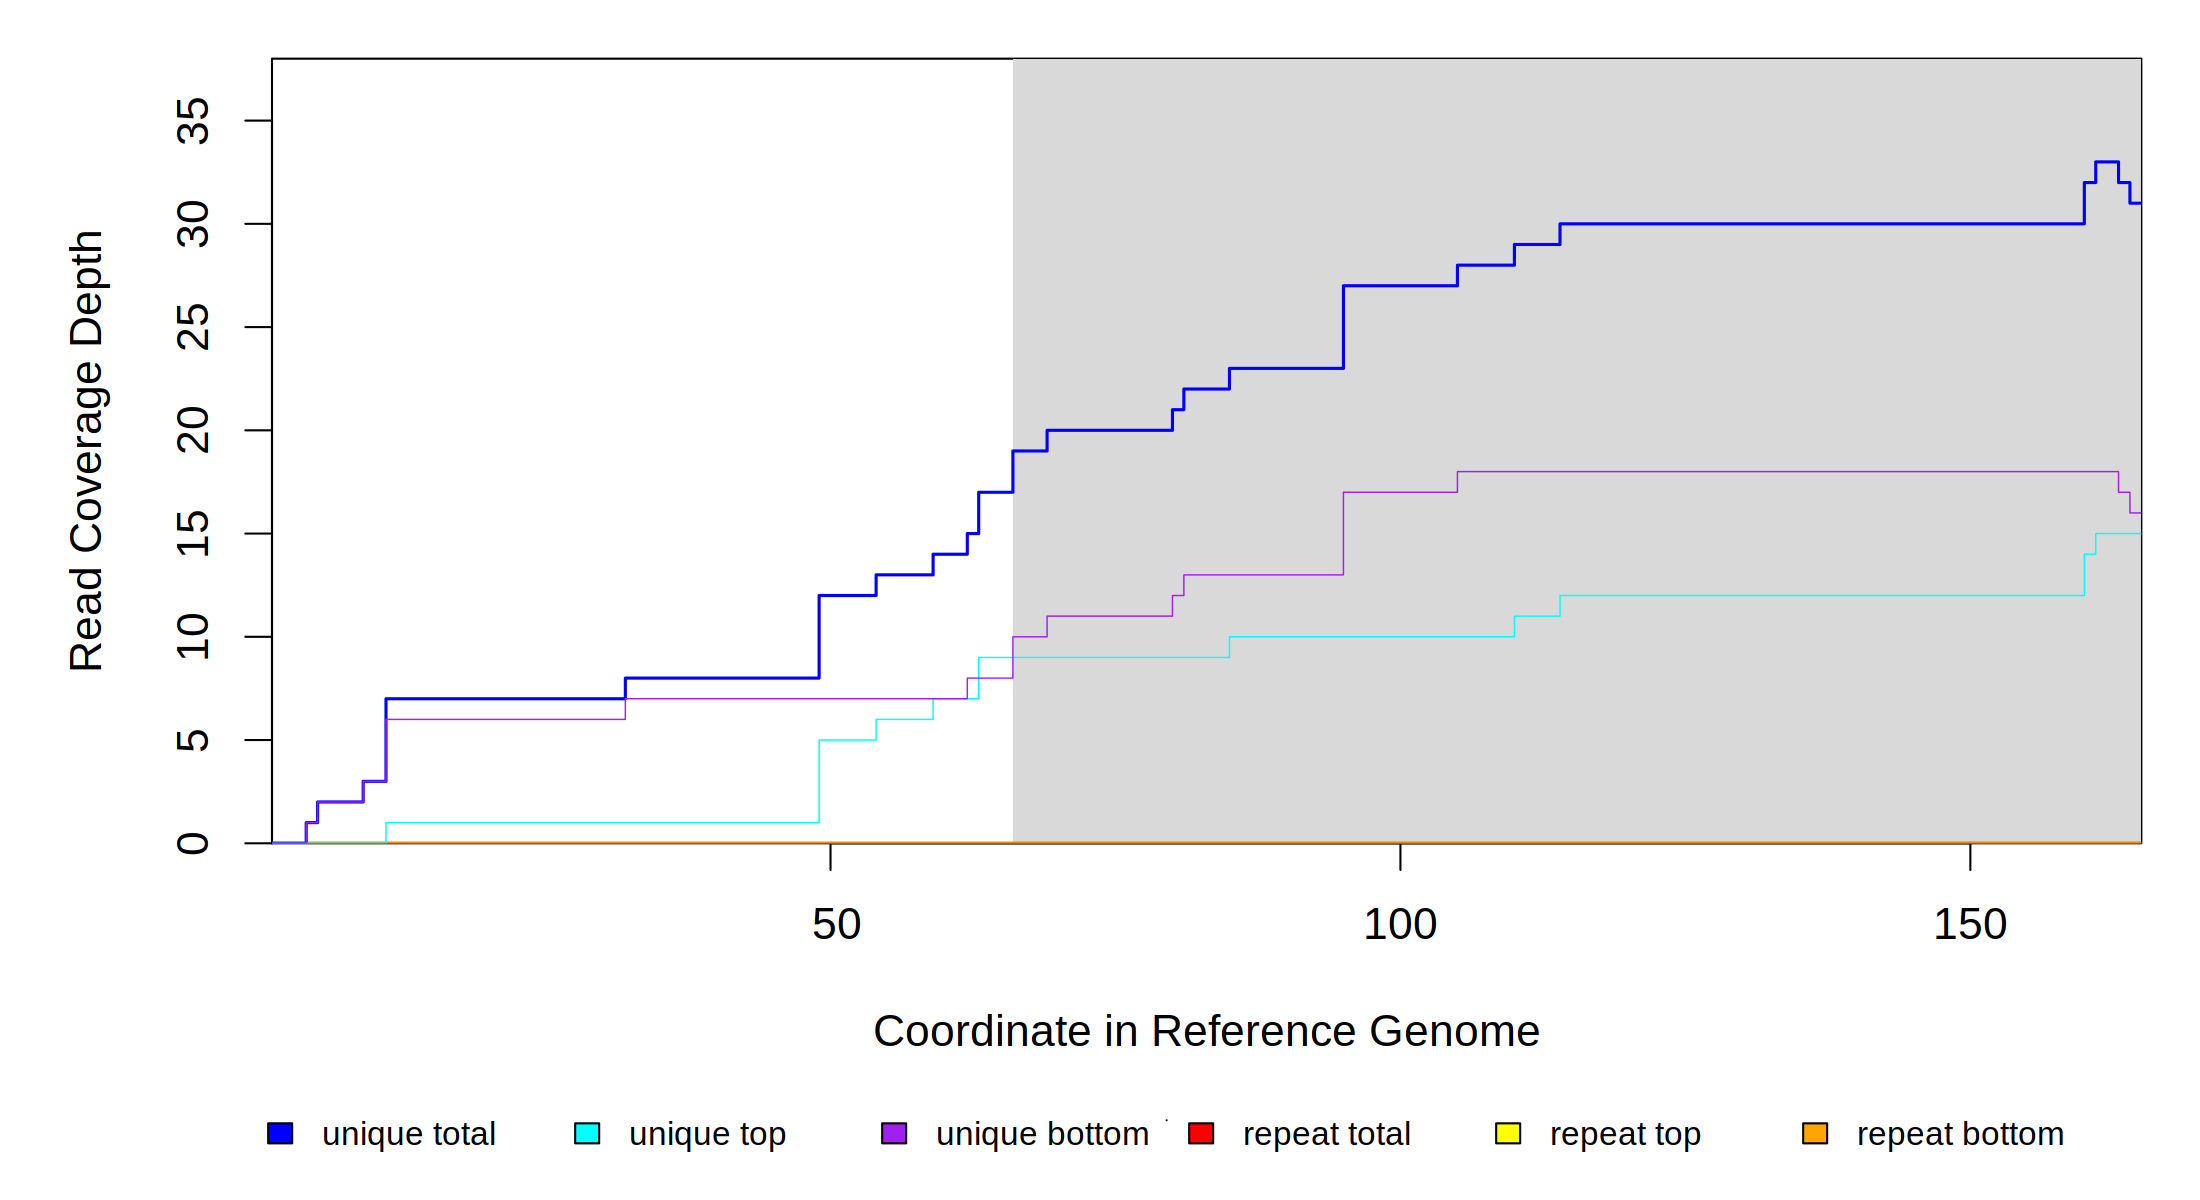 35
30
25
20
15
10
5
0
Read Coverage Depth
50 100 150
Coordinate in Reference Genome
unique total unique top unique bottom repeat total repeat top repeat bottom